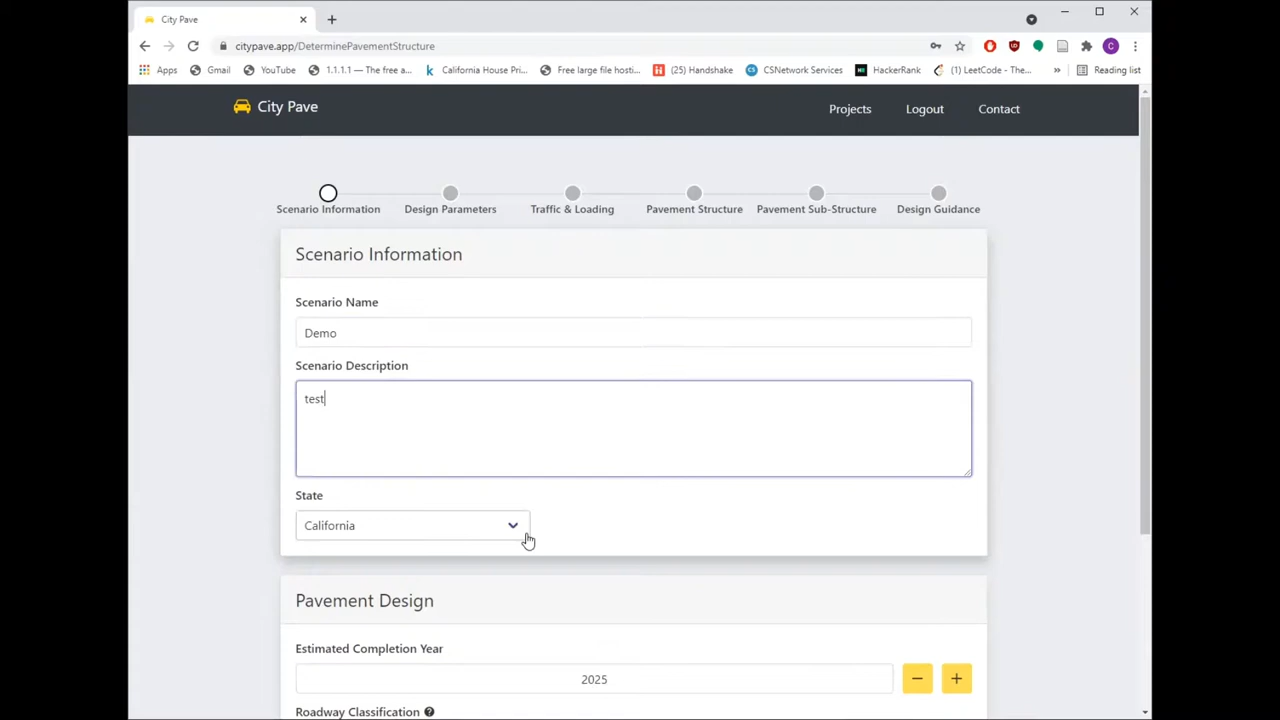 City Pave
citypave.app/DeterminePavementStructure
Apps Gmail YouTube 1.1.1.1 — The free a... California House Pri... Free large file hosti... (25) Handshake CSNetwork Services HackerRank (1) LeetCode - The... » Reading list
City Pave Projects Logout Contact
Scenario Information Design Parameters Traffic & Loading Pavement Structure Pavement Sub-Structure Design Guidance
Scenario Information
Scenario Name
Demo
Scenario Description
test
State
California
Pavement Design
Estimated Completion Year
2025 − +
Roadway Classification ?